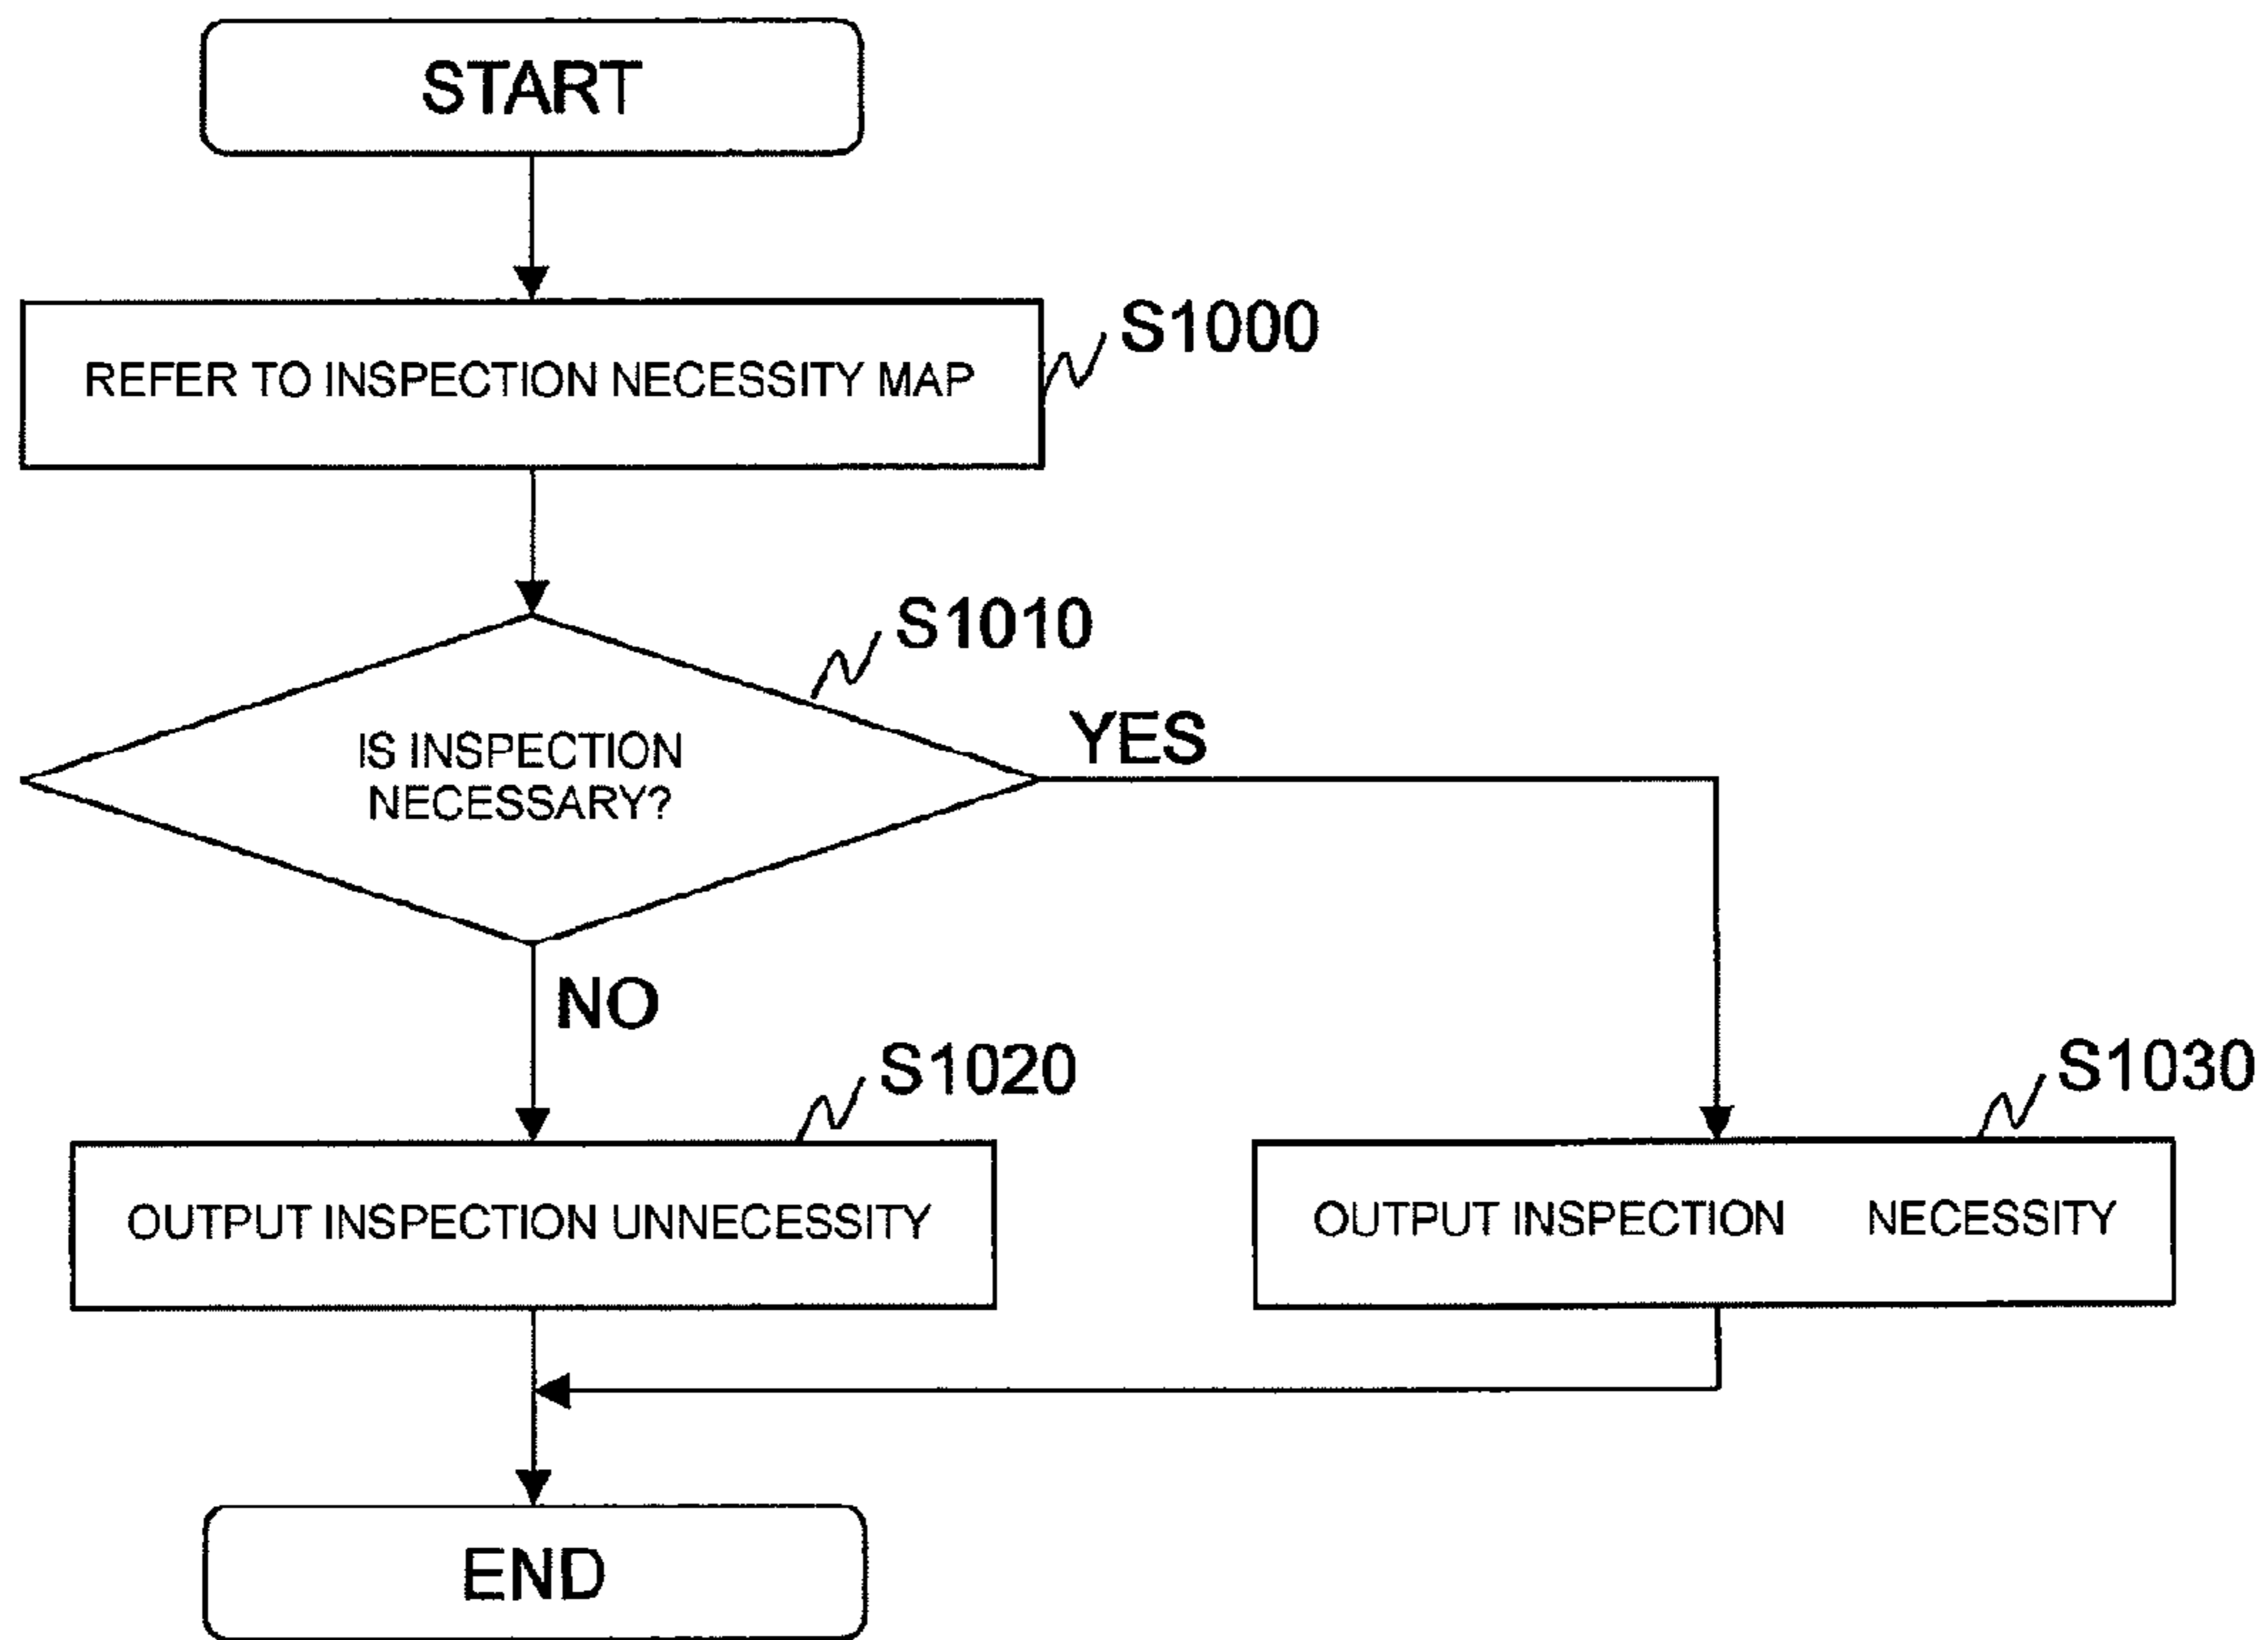 START
REFER TO INSPECTION NECESSITY MAP
S1000
S1010
IS INSPECTION
NECESSARY?
YES
NO
S1020
OUTPUT INSPECTION UNNECESSITY
S1030
OUTPUT INSPECTION NECESSITY
END